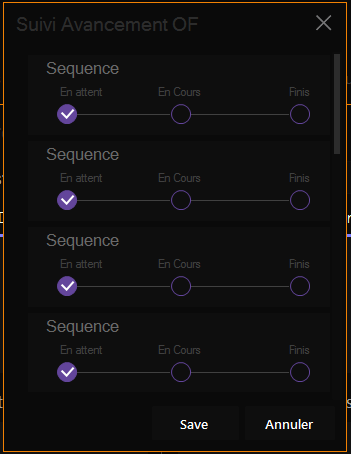 Suivi Avancement OF
Sequence
En attent En Cours Finis
Sequence
En attent En Cours Finis
Sequence
En attent En Cours Finis
Sequence
En attent En Cours Finis
Save Annuler